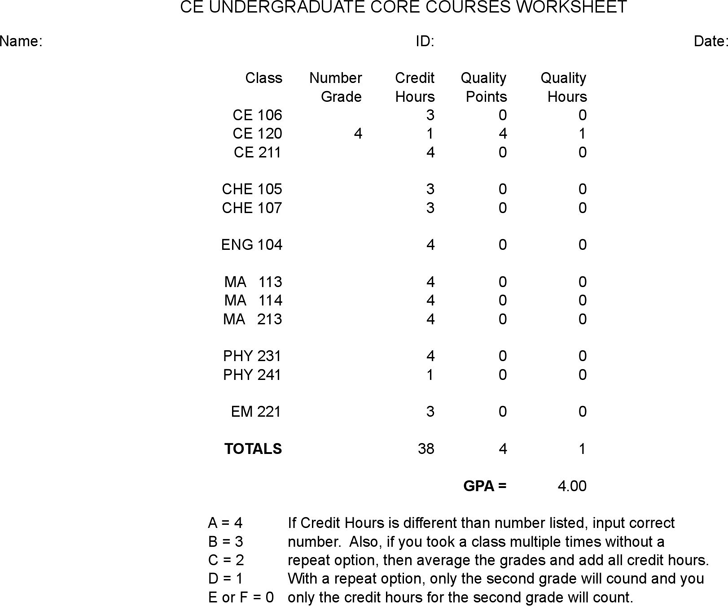 CE UNDERGRADUATE CORE COURSES WORKSHEET
Name: ID: Date:
Class Number Credit Quality Quality
Grade Hours Points Hours
CE 106 3 0 0
CE 120 4 1 4 1
CE 211 4 0 0
CHE 105 3 0 0
CHE 107 3 0 0
ENG 104 4 0 0
MA 113 4 0 0
MA 114 4 0 0
MA 213 4 0 0
PHY 231 4 0 0
PHY 241 1 0 0
EM 221 3 0 0
TOTALS 38 4 1
GPA = 4.00
A = 4 If Credit Hours is different than number listed, input correct
B = 3 number. Also, if you took a class multiple times without a
C = 2 repeat option, then average the grades and add all credit hours.
D = 1 With a repeat option, only the second grade will cound and you
E or F = 0 only the credit hours for the second grade will count.